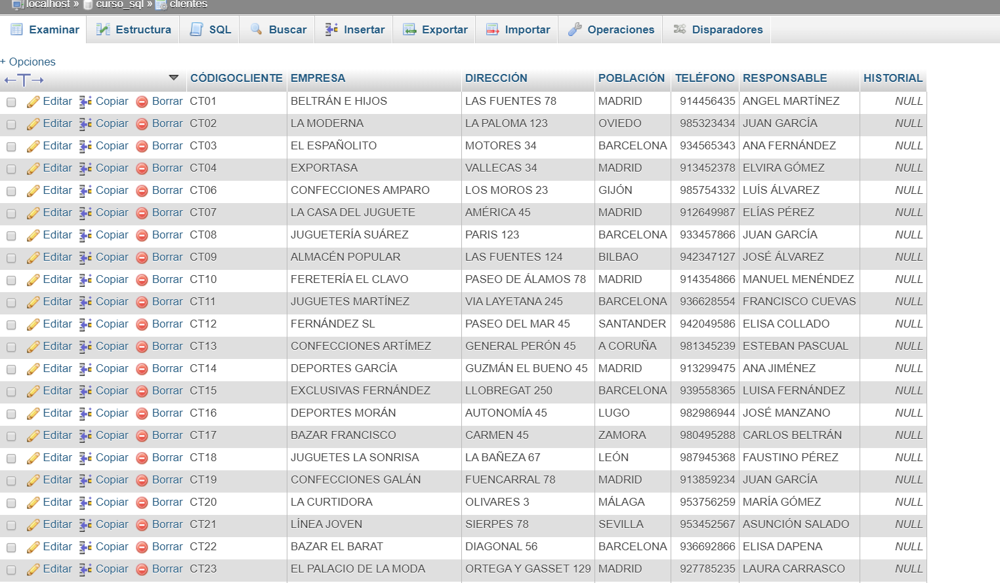 localhost » curso_sql » clientes
Examinar Estructura SQL Buscar Insertar Exportar Importar Operaciones Disparadores
+ Opciones
←T→ CÓDIGOCLIENTE EMPRESA DIRECCIÓN POBLACIÓN TELÉFONO RESPONSABLE HISTORIAL
Editar Copiar Borrar CT01 BELTRÁN E HIJOS LAS FUENTES 78 MADRID 914456435 ANGEL MARTÍNEZ NULL
Editar Copiar Borrar CT02 LA MODERNA LA PALOMA 123 OVIEDO 985323434 JUAN GARCÍA NULL
Editar Copiar Borrar CT03 EL ESPAÑOLITO MOTORES 34 BARCELONA 934565343 ANA FERNÁNDEZ NULL
Editar Copiar Borrar CT04 EXPORTASA VALLECAS 34 MADRID 913452378 ELVIRA GÓMEZ NULL
Editar Copiar Borrar CT06 CONFECCIONES AMPARO LOS MOROS 23 GIJÓN 985754332 LUÍS ÁLVAREZ NULL
Editar Copiar Borrar CT07 LA CASA DEL JUGUETE AMÉRICA 45 MADRID 912649987 ELÍAS PÉREZ NULL
Editar Copiar Borrar CT08 JUGUETERÍA SUÁREZ PARIS 123 BARCELONA 933457866 JUAN GARCÍA NULL
Editar Copiar Borrar CT09 ALMACÉN POPULAR LAS FUENTES 124 BILBAO 942347127 JOSÉ ÁLVAREZ NULL
Editar Copiar Borrar CT10 FERETERÍA EL CLAVO PASEO DE ÁLAMOS 78 MADRID 914354866 MANUEL MENÉNDEZ NULL
Editar Copiar Borrar CT11 JUGUETES MARTÍNEZ VIA LAYETANA 245 BARCELONA 936628554 FRANCISCO CUEVAS NULL
Editar Copiar Borrar CT12 FERNÁNDEZ SL PASEO DEL MAR 45 SANTANDER 942049586 ELISA COLLADO NULL
Editar Copiar Borrar CT13 CONFECCIONES ARTÍMEZ GENERAL PERÓN 45 A CORUÑA 981345239 ESTEBAN PASCUAL NULL
Editar Copiar Borrar CT14 DEPORTES GARCÍA GUZMÁN EL BUENO 45 MADRID 913299475 ANA JIMÉNEZ NULL
Editar Copiar Borrar CT15 EXCLUSIVAS FERNÁNDEZ LLOBREGAT 250 BARCELONA 939558365 LUISA FERNÁNDEZ NULL
Editar Copiar Borrar CT16 DEPORTES MORÁN AUTONOMÍA 45 LUGO 982986944 JOSÉ MANZANO NULL
Editar Copiar Borrar CT17 BAZAR FRANCISCO CARMEN 45 ZAMORA 980495288 CARLOS BELTRÁN NULL
Editar Copiar Borrar CT18 JUGUETES LA SONRISA LA BAÑEZA 67 LEÓN 987945368 FAUSTINO PÉREZ NULL
Editar Copiar Borrar CT19 CONFECCIONES GALÁN FUENCARRAL 78 MADRID 913859234 JUAN GARCÍA NULL
Editar Copiar Borrar CT20 LA CURTIDORA OLIVARES 3 MÁLAGA 953756259 MARÍA GÓMEZ NULL
Editar Copiar Borrar CT21 LÍNEA JOVEN SIERPES 78 SEVILLA 953452567 ASUNCIÓN SALADO NULL
Editar Copiar Borrar CT22 BAZAR EL BARAT DIAGONAL 56 BARCELONA 936692866 ELISA DAPENA NULL
Editar Copiar Borrar CT23 EL PALACIO DE LA MODA ORTEGA Y GASSET 129 MADRID 927785235 LAURA CARRASCO NULL